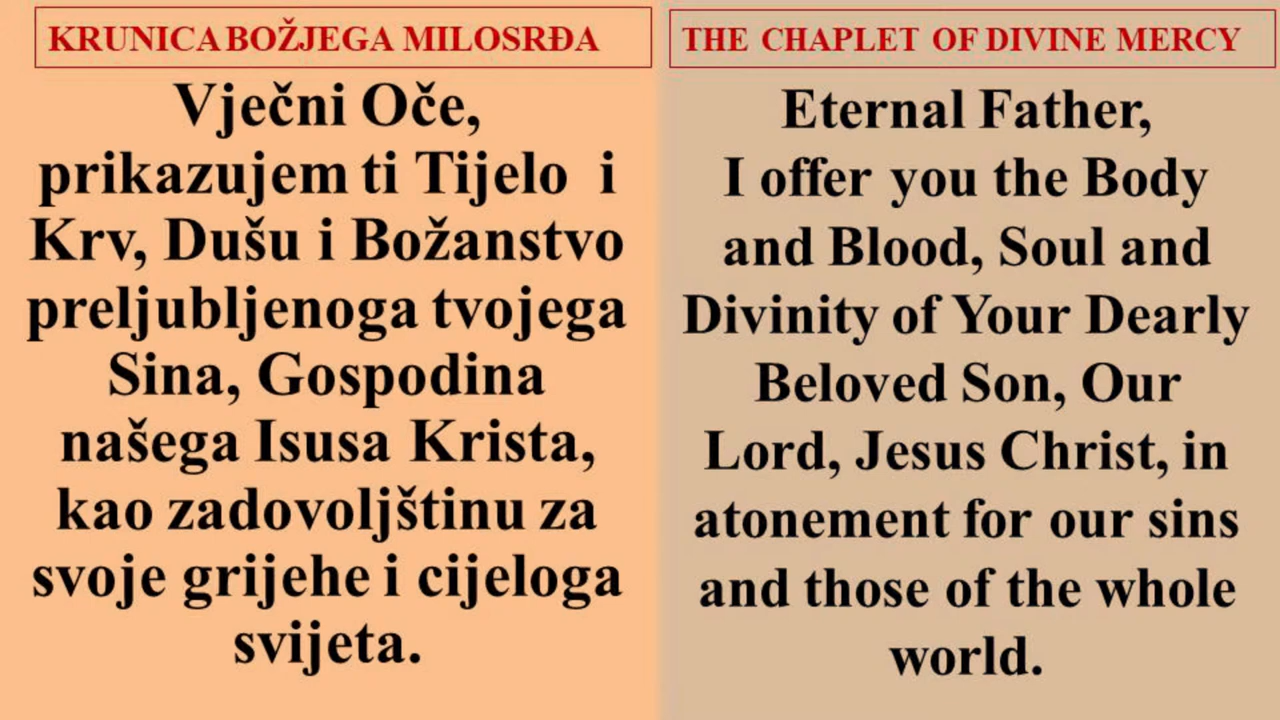 KRUNICA BOŽJEGA MILOSRĐA
Vječni Oče,
prikazujem ti Tijelo i
Krv, Dušu i Božanstvo
preljubljenoga tvojega
Sina, Gospodina
našega Isusa Krista,
kao zadovoljštinu za
svoje grijehe i cijeloga
svijeta.
THE CHAPLET OF DIVINE MERCY
Eternal Father,
I offer you the Body
and Blood, Soul and
Divinity of Your Dearly
Beloved Son, Our
Lord, Jesus Christ, in
atonement for our sins
and those of the whole
world.